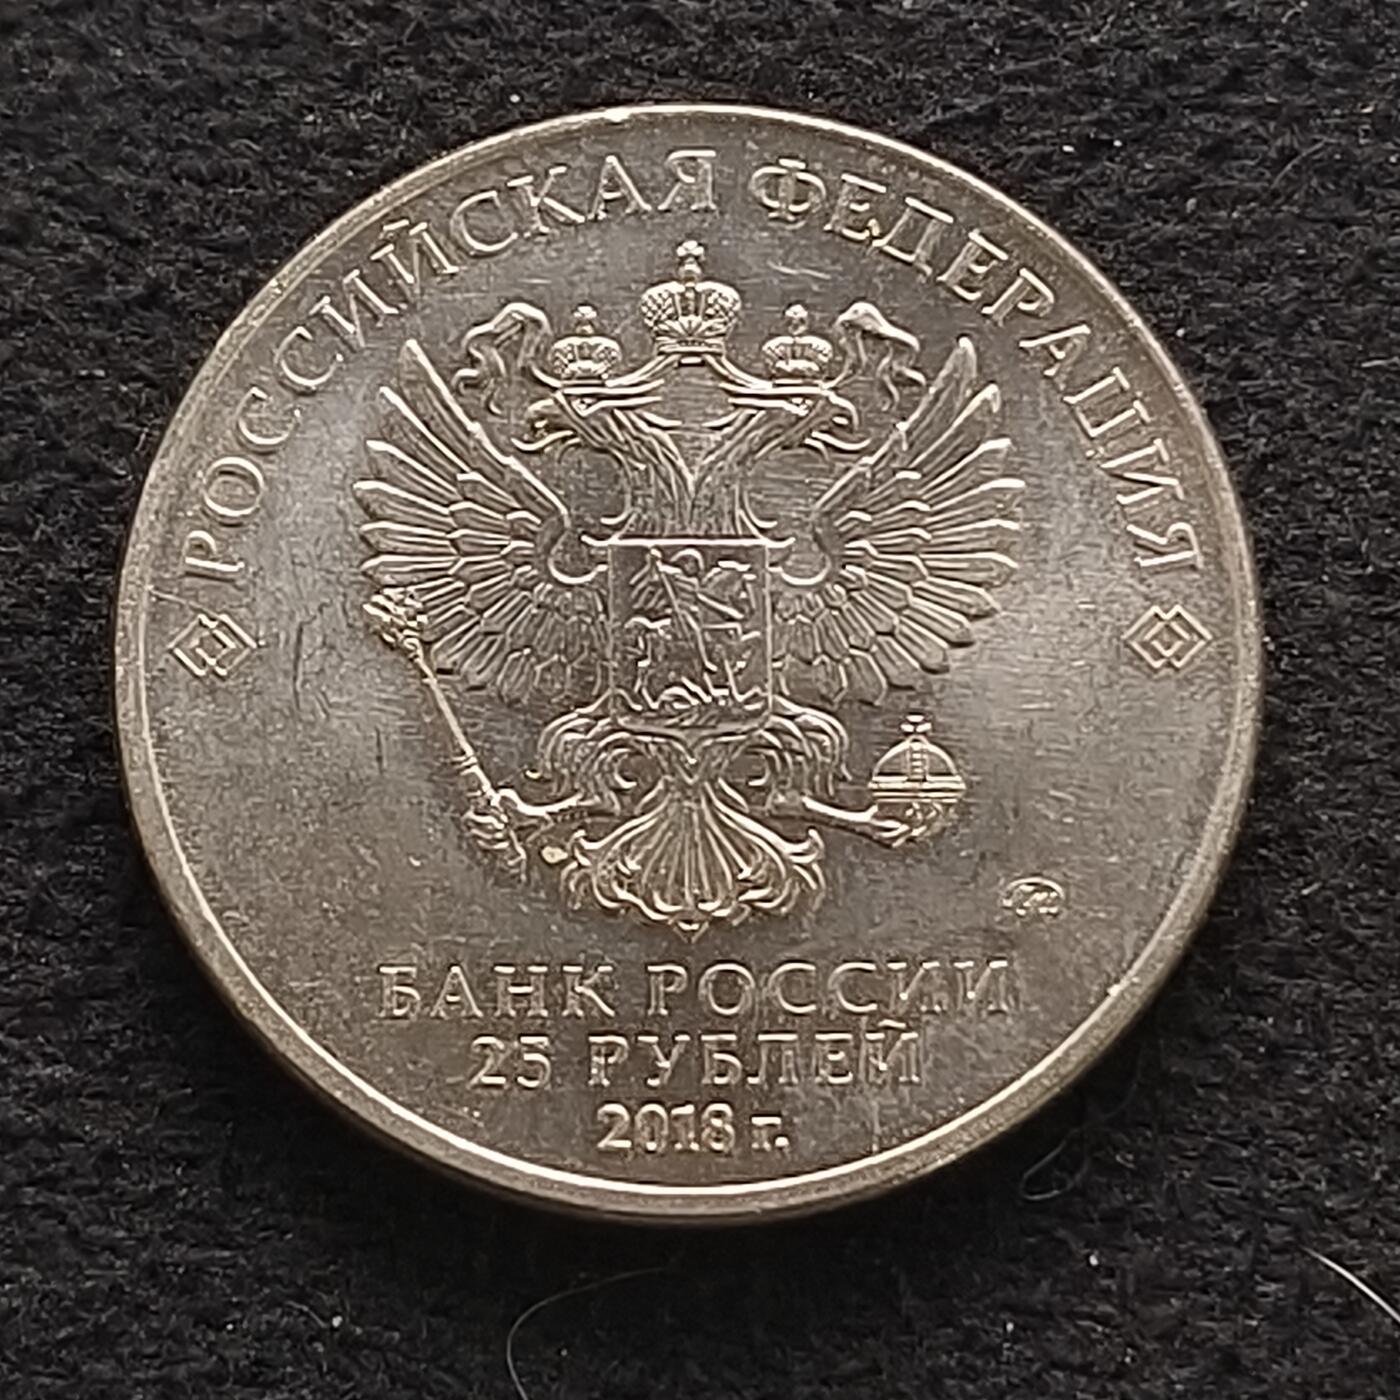 РОССИЙСКАЯ ФЕДЕРАЦИЯ
БАНК РОССИИ
25 РУБЛЕЙ
2018 г.